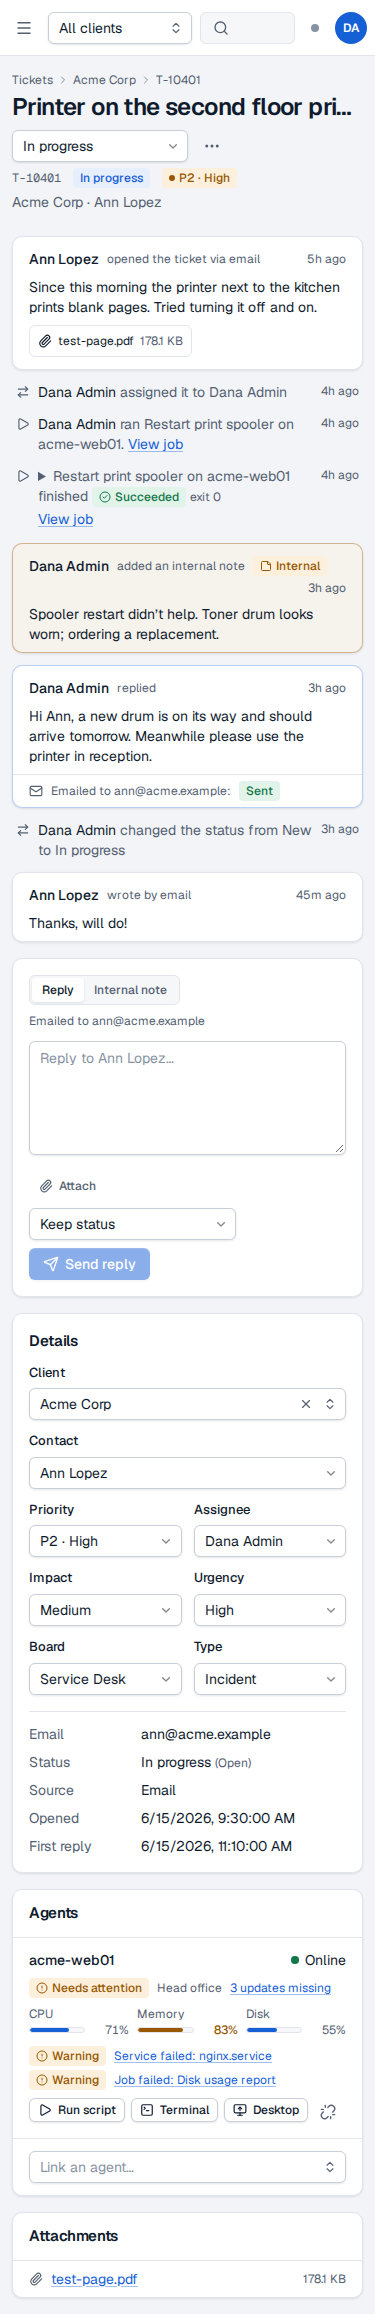 All clients
DA
Tickets > Acme Corp > T-10401
Printer on the second floor pri...
In progress
T-10401 In progress P2 · High
Acme Corp · Ann Lopez
Ann Lopez opened the ticket via email 5h ago
Since this morning the printer next to the kitchen
prints blank pages. Tried turning it off and on.
test-page.pdf 178.1 KB
Dana Admin assigned it to Dana Admin 4h ago
Dana Admin ran Restart print spooler on 4h ago
acme-web01. View job
Restart print spooler on acme-web01 4h ago
finished Succeeded exit 0
View job
Dana Admin added an internal note Internal
3h ago
Spooler restart didn't help. Toner drum looks
worn; ordering a replacement.
Dana Admin replied 3h ago
Hi Ann, a new drum is on its way and should
arrive tomorrow. Meanwhile please use the
printer in reception.
Emailed to ann@acme.example: Sent
Dana Admin changed the status from New 3h ago
to In progress
Ann Lopez wrote by email 45m ago
Thanks, will do!
Reply Internal note
Emailed to ann@acme.example
Reply to Ann Lopez...
Attach
Keep status
Send reply
Details
Client
Acme Corp
Contact
Ann Lopez
Priority Assignee
P2 · High Dana Admin
Impact Urgency
Medium High
Board Type
Service Desk Incident
Email ann@acme.example
Status In progress (Open)
Source Email
Opened 6/15/2026, 9:30:00 AM
First reply 6/15/2026, 11:10:00 AM
Agents
acme-web01 Online
Needs attention Head office 3 updates missing
CPU Memory Disk
71% 83% 55%
Warning Service failed: nginx.service
Warning Job failed: Disk usage report
Run script Terminal Desktop
Link an agent...
Attachments
test-page.pdf 178.1 KB